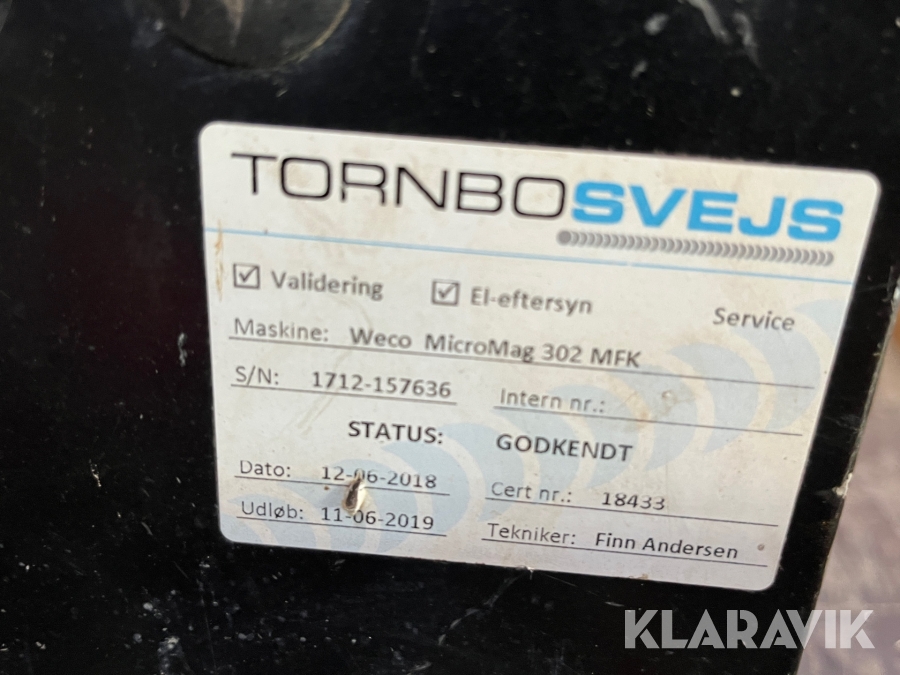 TORNBOSVEJS
☑ Validering ☑ El-eftersyn Service
Maskine: Weco MicroMag 302 MFK
S/N: 1712-157636 Intern nr.:
STATUS: GODKENDT
Dato: 12-06-2018 Cert nr.: 18433
Udløb: 11-06-2019 Tekniker: Finn Andersen
KLARAVIK